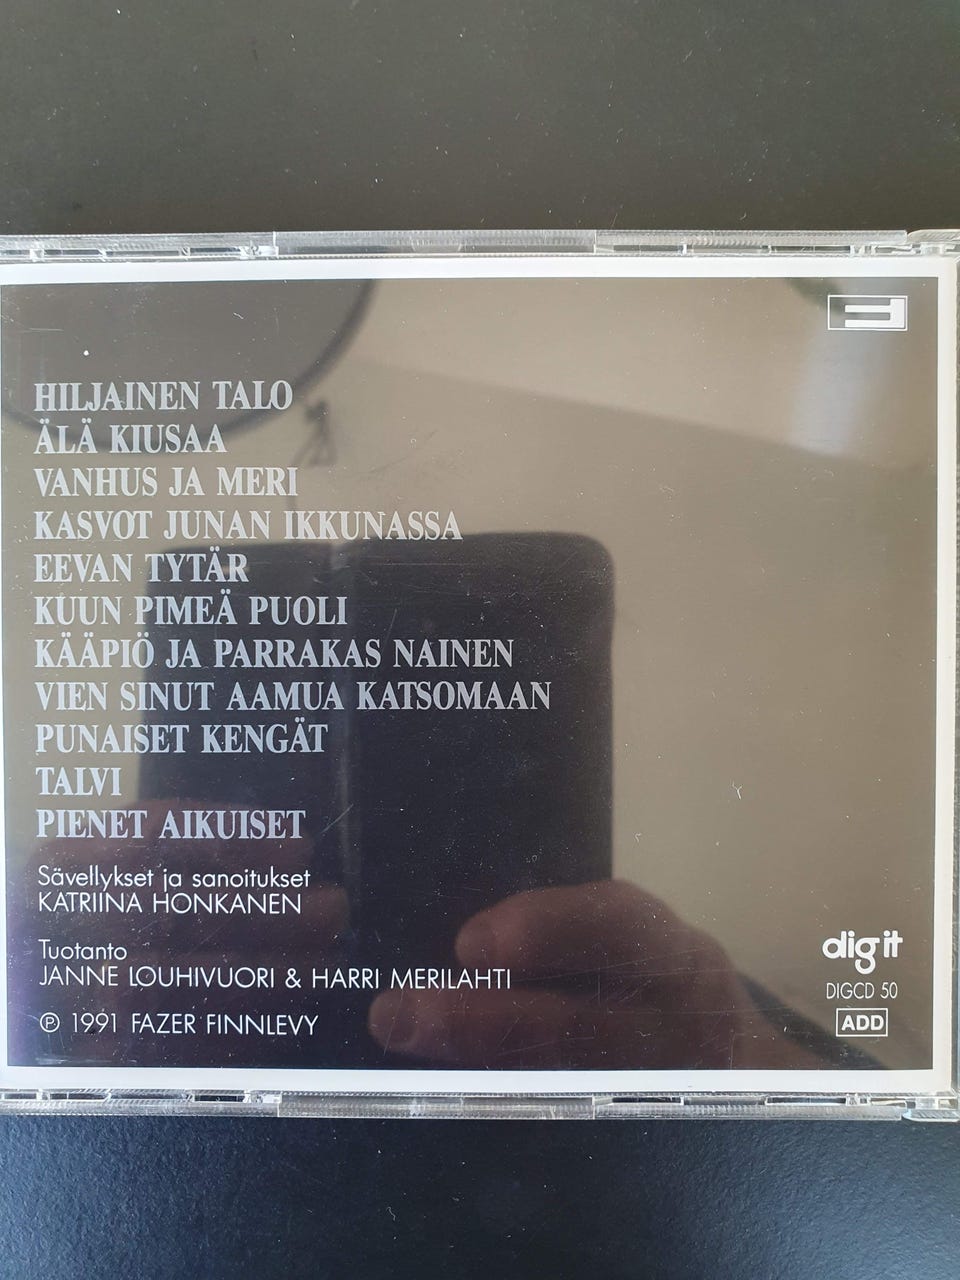 HILJAINEN TALO
ÄLÄ KIUSAA
VANHUS JA MERI
KASVOT JUNAN IKKUNASSA
EEVAN TYTÄR
KUUN PIMEÄ PUOLI
KÄÄPIÖ JA PARRAKAS NAINEN
VIEN SINUT AAMUA KATSOMAAN
PUNAISET KENGÄT
TALVI
PIENET AIKUISET
Sävellykset ja sanoitukset
KATRIINA HONKANEN
Tuotanto
JANNE LOUHIVUORI & HARRI MERILAHTI
℗ 1991 FAZER FINNLEVY
dig it
DIGCD 50
ADD